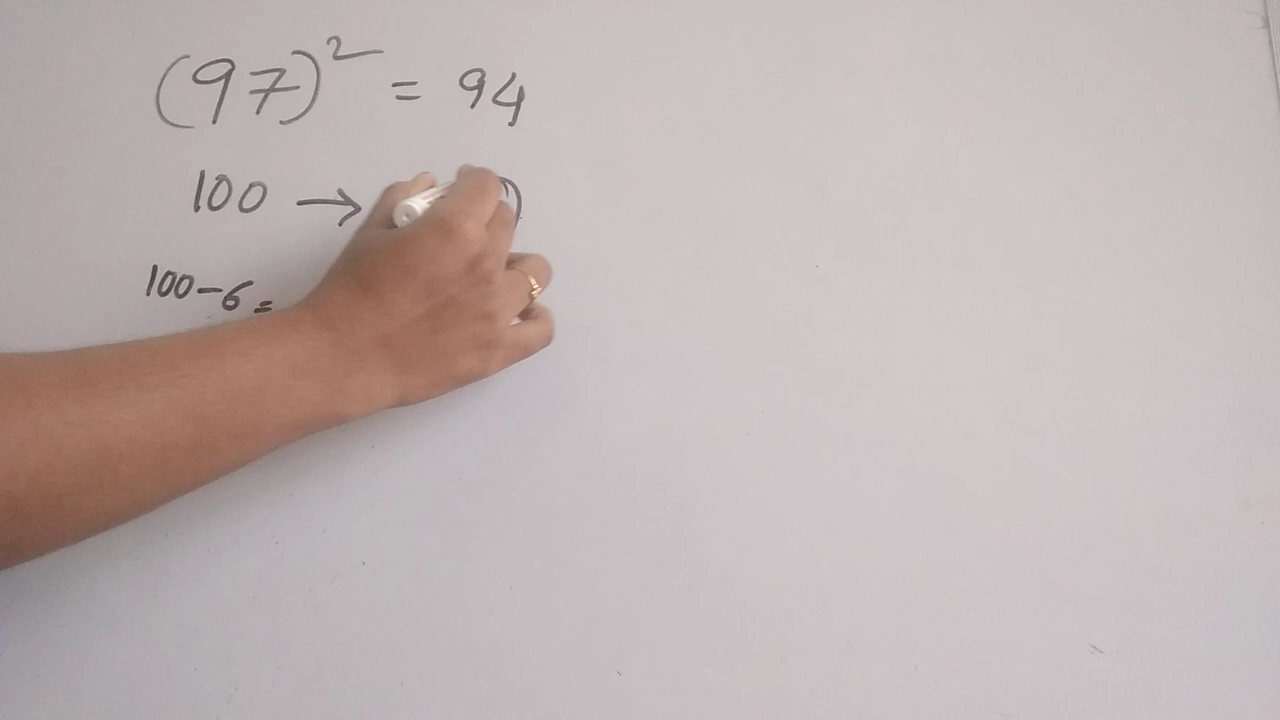 (97)² = 94
100 →
100-6=